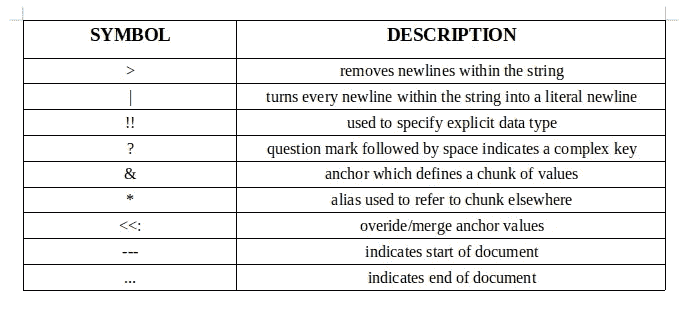 SYMBOL DESCRIPTION
> removes newlines within the string
| turns every newline within the string into a literal newline
!! used to specify explicit data type
? question mark followed by space indicates a complex key
& anchor which defines a chunk of values
* alias used to refer to chunk elsewhere
<<: overide/merge anchor values
--- indicates start of document
... indicates end of document